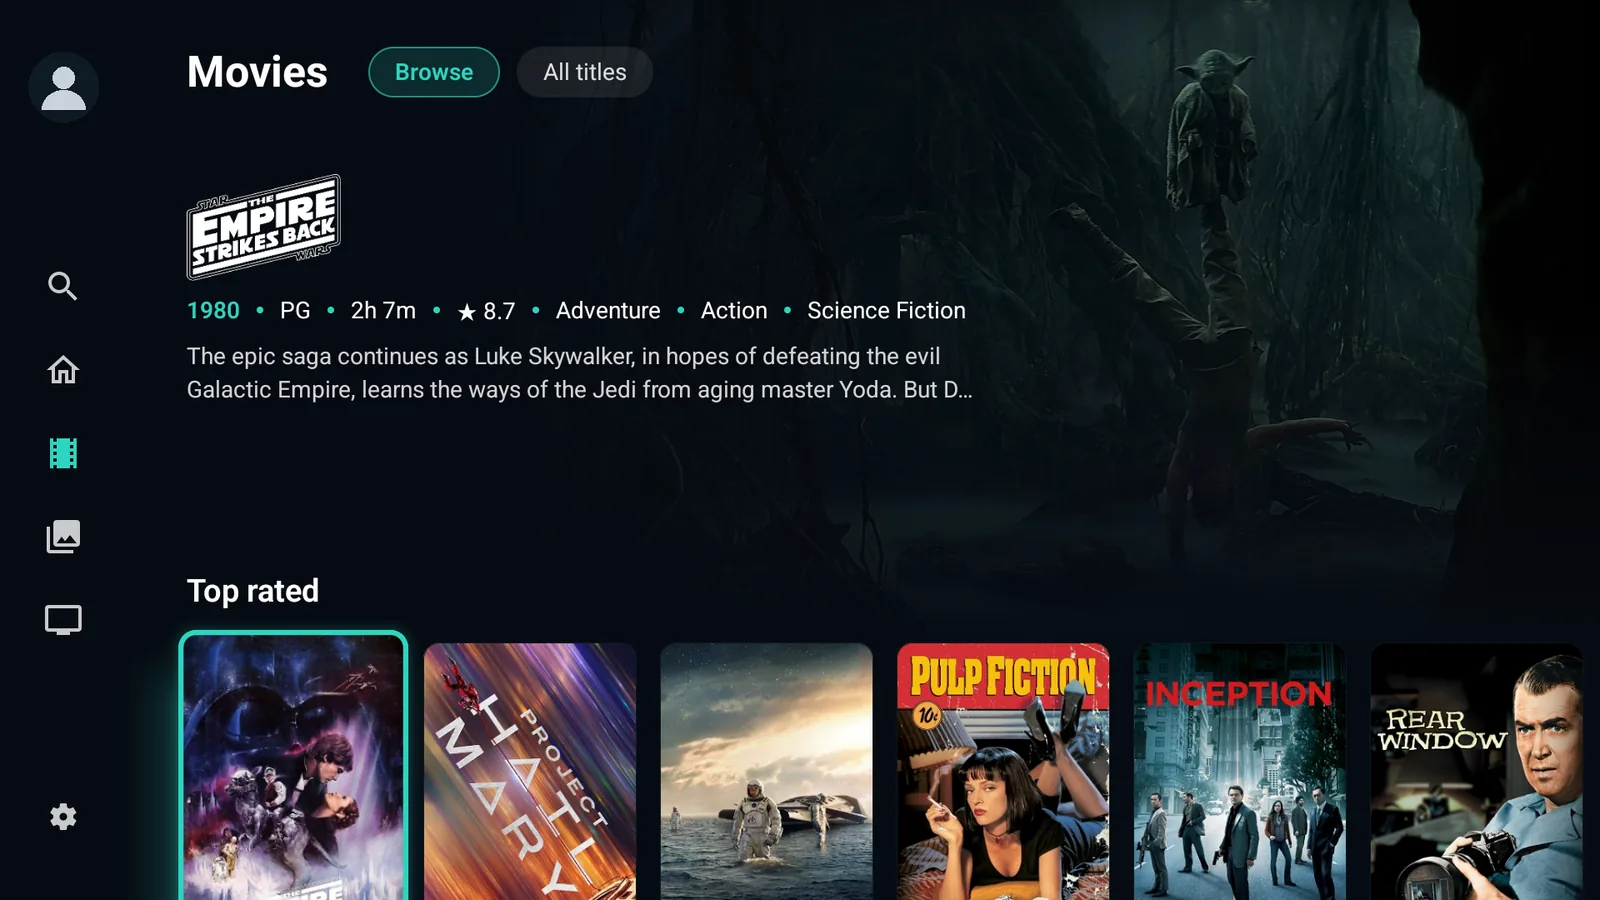 Movies
Browse
All titles
STAR
THE
EMPIRE
STRIKES BACK
WARS
1980 • PG • 2h 7m • ★ 8.7 • Adventure • Action • Science Fiction
The epic saga continues as Luke Skywalker, in hopes of defeating the evil
Galactic Empire, learns the ways of the Jedi from aging master Yoda. But D...
Top rated
THE
EMPIRE
PROJECT
HAIL
MARY
PULP FICTION
10¢
INCEPTION
REAR
WINDOW